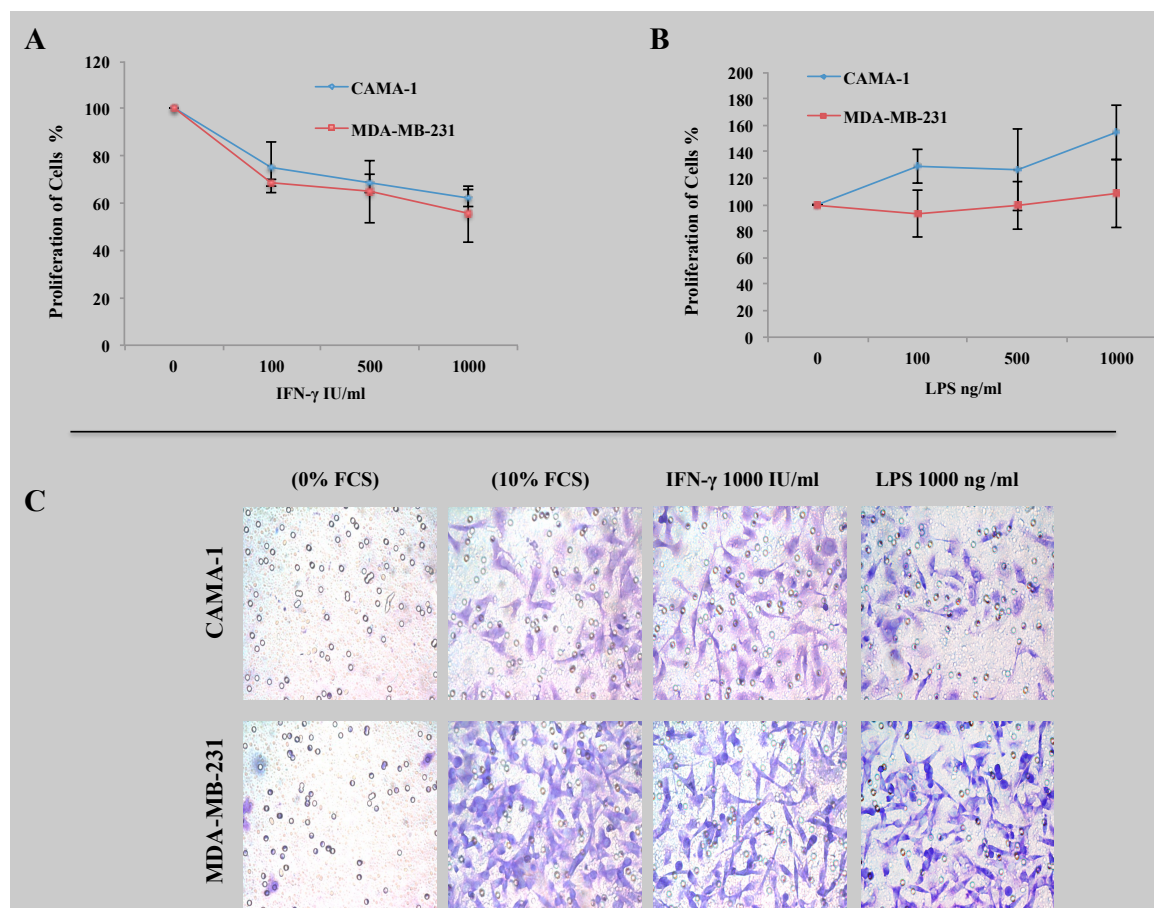 A
120
100
80
60
40
20
0
Proliferation of Cells %
CAMA-1
MDA-MB-231
0 100 500 1000
IFN-γ IU/ml
B
200
180
160
140
120
100
80
60
40
20
0
Proliferation of Cells %
CAMA-1
MDA-MB-231
0 100 500 1000
LPS ng/ml
C
(0% FCS) (10% FCS) IFN-γ 1000 IU/ml LPS 1000 ng /ml
CAMA-1
MDA-MB-231